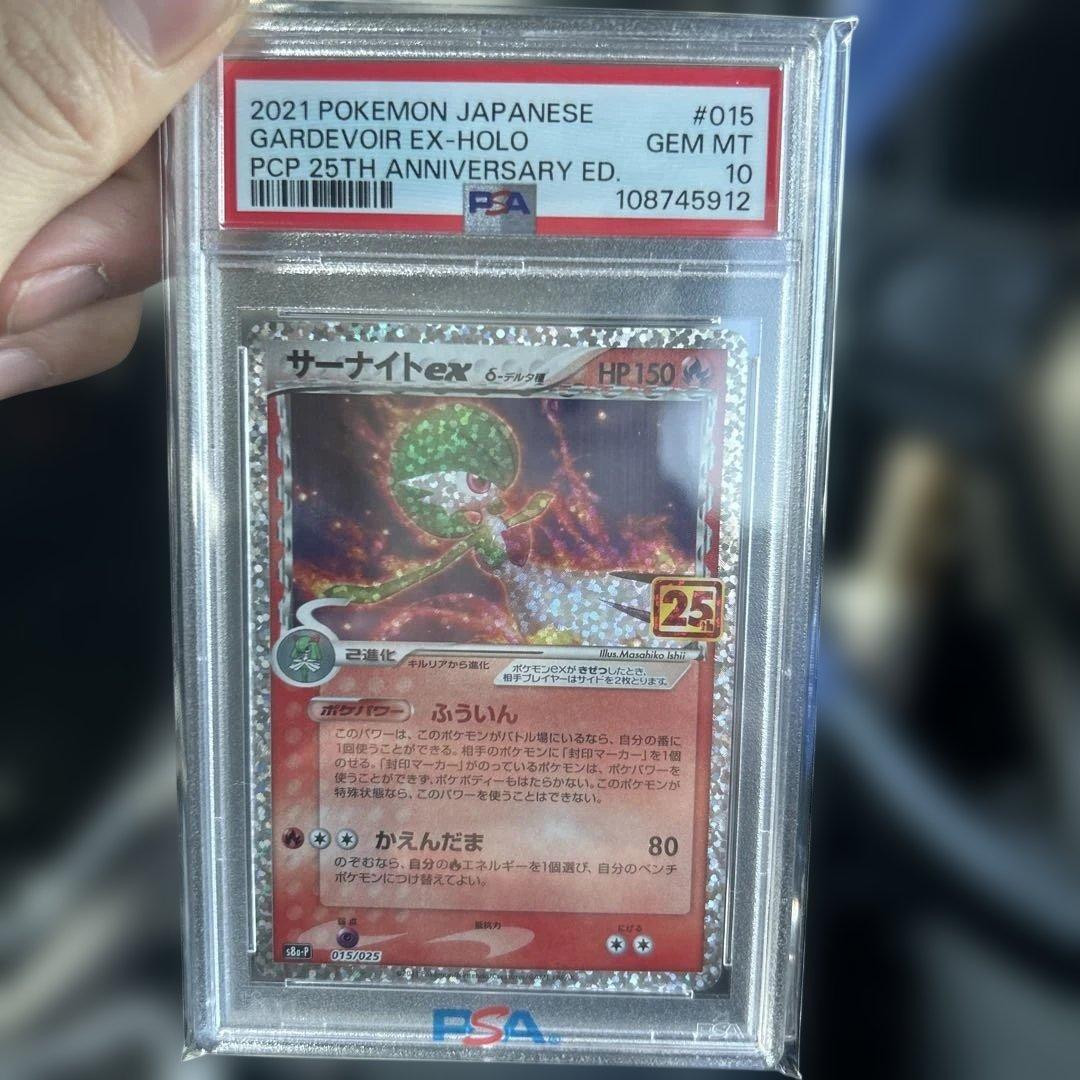 2021 POKEMON JAPANESE #015
GARDEVOIR EX-HOLO GEM MT
PCP 25TH ANNIVERSARY ED. 10
PSA 108745912
サーナイトex δ-デルタ種 HP 150
25th
2進化
キルリアから進化
Illus. Masahiko Ishii
ポケモンexがきぜつしたとき、
相手プレイヤーはサイドを2枚とります。
ポケパワー ふういん
このパワーは、このポケモンがバトル場にいるなら、自分の番に
1回使うことができる。相手のポケモンに「封印マーカー」を1個
のせる。「封印マーカー」がのっているポケモンは、ポケパワーを
使うことができず、ポケボディーもはたらかない。このポケモンが
特殊状態なら、このパワーを使うことはできない。
かえんだま 80
のぞむなら、自分のエネルギーを1個選び、自分のベンチ
ポケモンにつけ替えてよい。
弱点 抵抗力 にげる
s8a-P 015/025
PSA
PSA